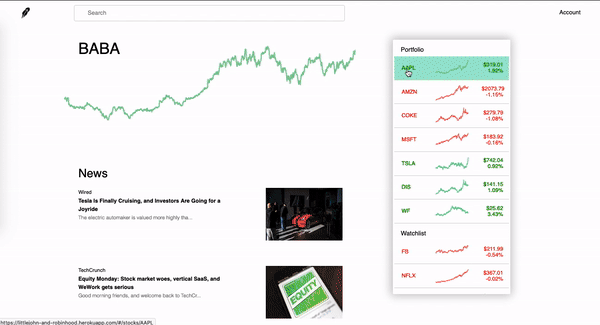 Search
Account
BABA
Portfolio
AAPL
$319.01
1.92%
AMZN
$2073.79
-1.15%
COKE
$279.79
-1.08%
MSFT
$183.92
-0.16%
TSLA
$742.04
0.92%
DIS
$141.15
1.09%
WF
$25.62
3.43%
Watchlist
FB
$211.99
-0.54%
NFLX
$367.01
-0.02%
News
Wired
Tesla Is Finally Cruising, and Investors Are Going for a
Joyride
The electric automaker is valued more highly tha...
TechCrunch
Equity Monday: Stock market woes, vertical SaaS, and
WeWork gets serious
Good morning friends, and welcome back to TechCr...
EQUITY
https://littlejohn-and-robinhood.herokuapp.com/#/stocks/AAPL